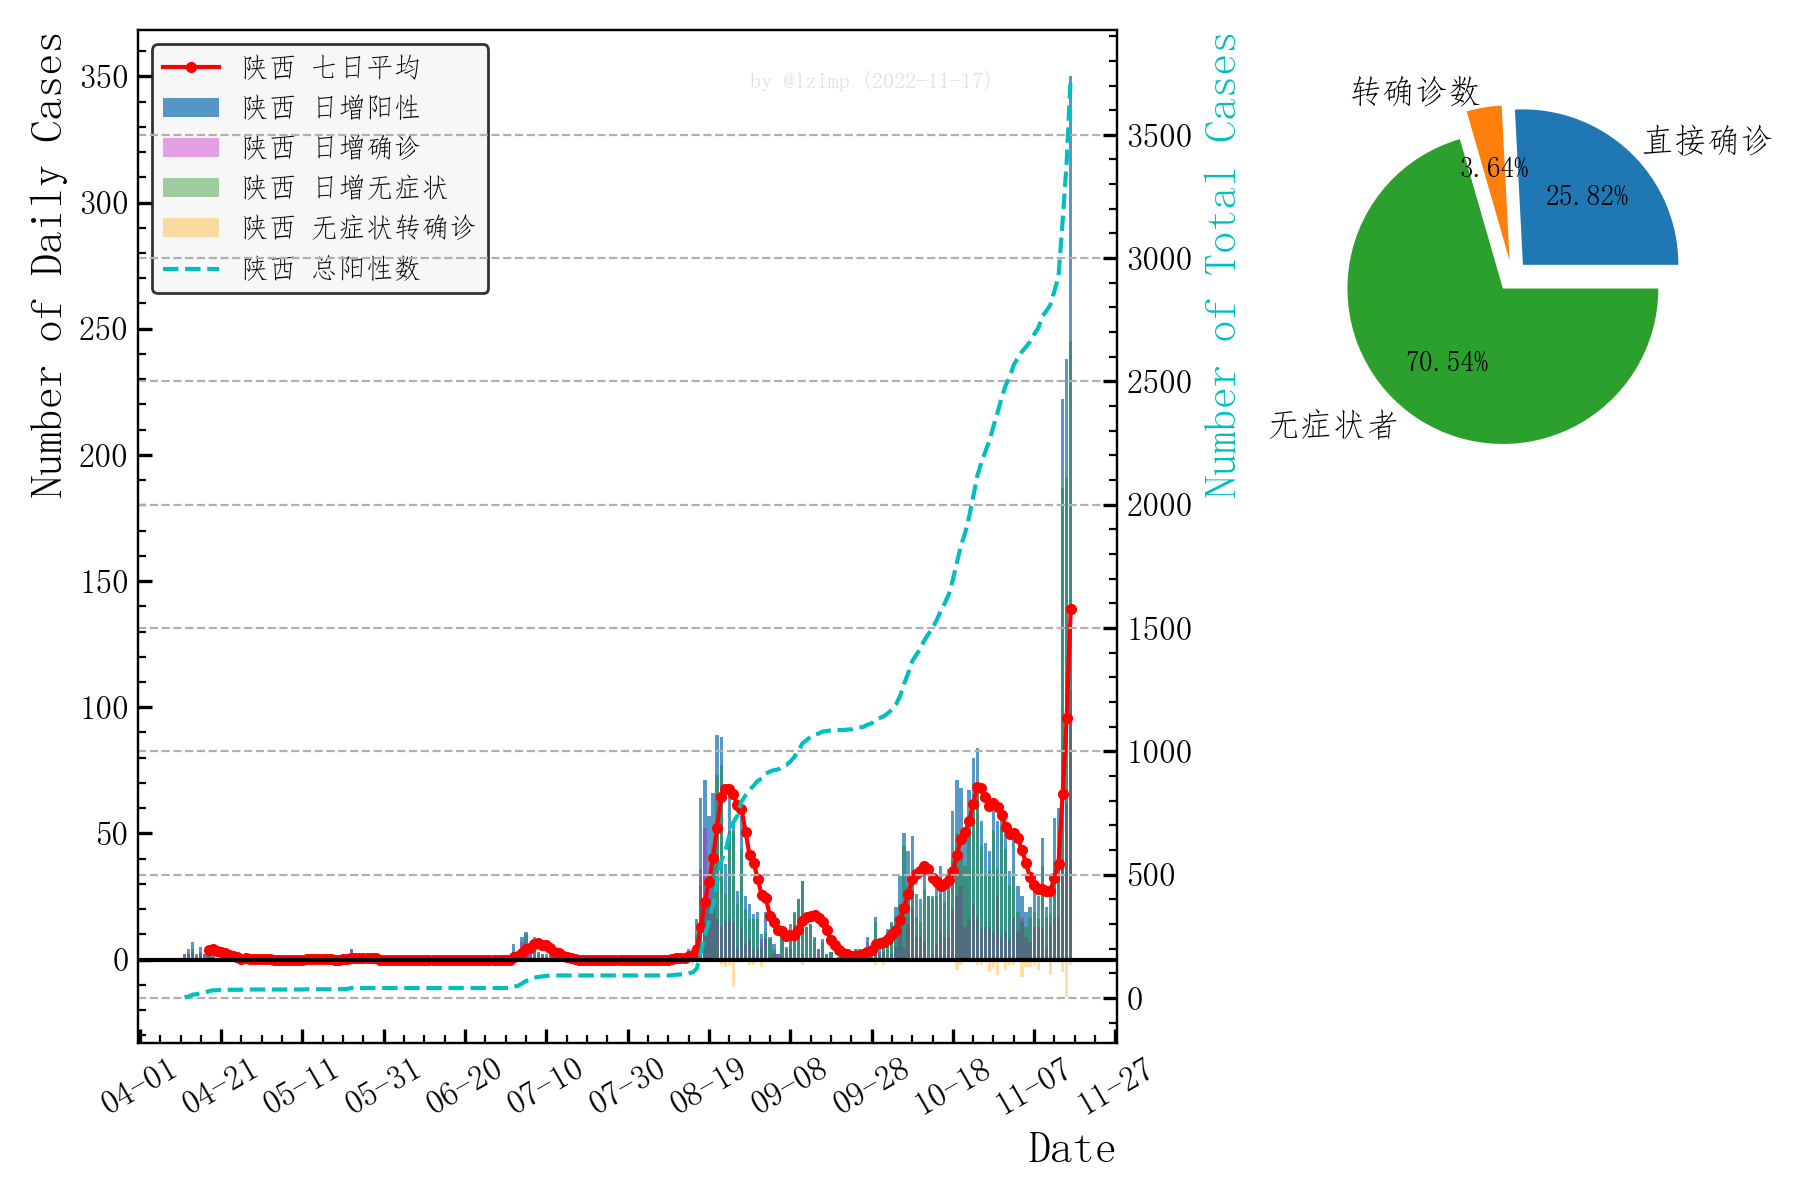 Number of Daily Cases
350
300
250
200
150
100
50
0
陕西 七日平均
陕西 日增阳性
陕西 日增确诊
陕西 日增无症状
陕西 无症状转确诊
陕西 总阳性数
by @lzimp (2022-11-17)
3500
3000
2500
2000
1500
1000
500
0
Number of Total Cases
04-01
04-21
05-11
05-31
06-20
07-10
07-30
08-19
09-08
09-28
10-18
11-07
11-27
Date
转确诊数
直接确诊
3.64%
25.82%
70.54%
无症状者